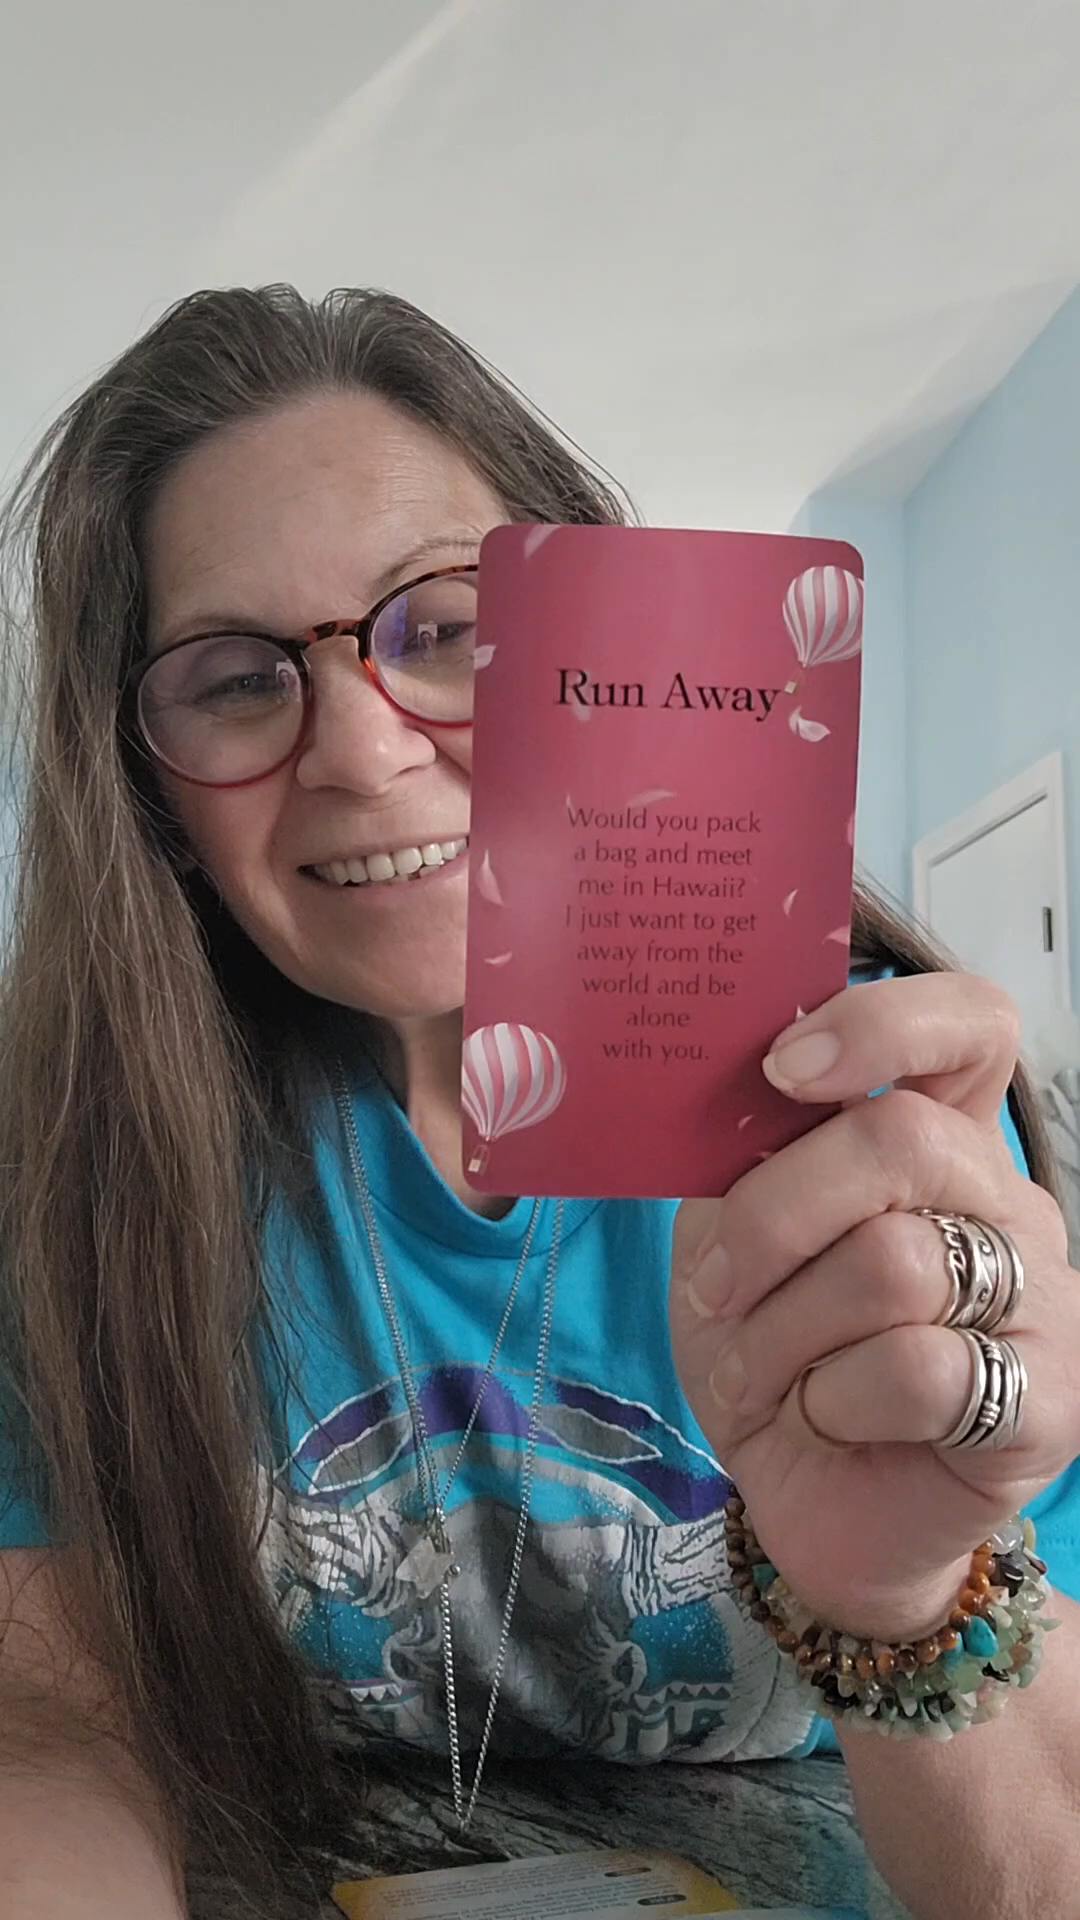 Run Away
Would you pack
a bag and meet
me in Hawaii?
I just want to get
away from the
world and be
alone
with you.